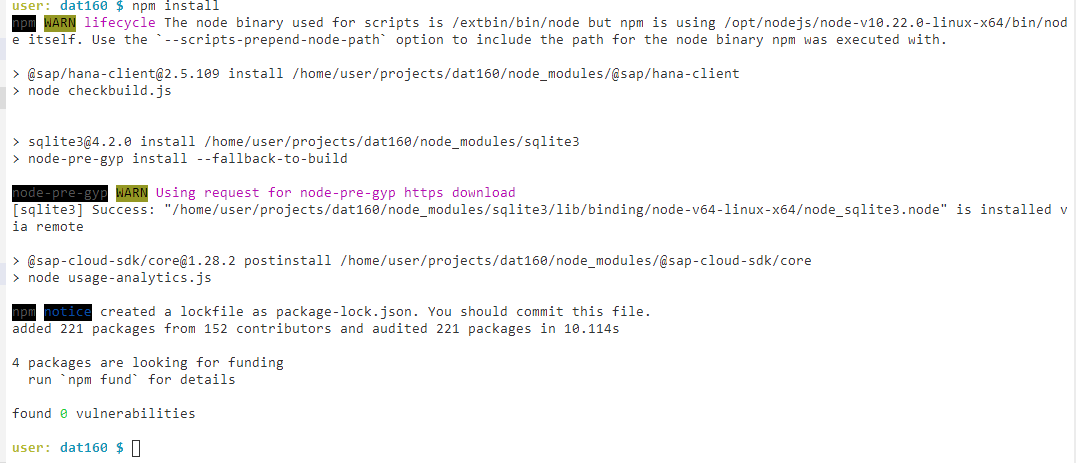 user: dat160 $ npm install
npm WARN lifecycle The node binary used for scripts is /extbin/bin/node but npm is using /opt/nodejs/node-v10.22.0-linux-x64/bin/nod
e itself. Use the `--scripts-prepend-node-path` option to include the path for the node binary npm was executed with.
> @sap/hana-client@2.5.109 install /home/user/projects/dat160/node_modules/@sap/hana-client
> node checkbuild.js
> sqlite3@4.2.0 install /home/user/projects/dat160/node_modules/sqlite3
> node-pre-gyp install --fallback-to-build
node-pre-gyp WARN Using request for node-pre-gyp https download
[sqlite3] Success: "/home/user/projects/dat160/node_modules/sqlite3/lib/binding/node-v64-linux-x64/node_sqlite3.node" is installed v
ia remote
> @sap-cloud-sdk/core@1.28.2 postinstall /home/user/projects/dat160/node_modules/@sap-cloud-sdk/core
> node usage-analytics.js
npm notice created a lockfile as package-lock.json. You should commit this file.
added 221 packages from 152 contributors and audited 221 packages in 10.114s
4 packages are looking for funding
run `npm fund` for details
found 0 vulnerabilities
user: dat160 $